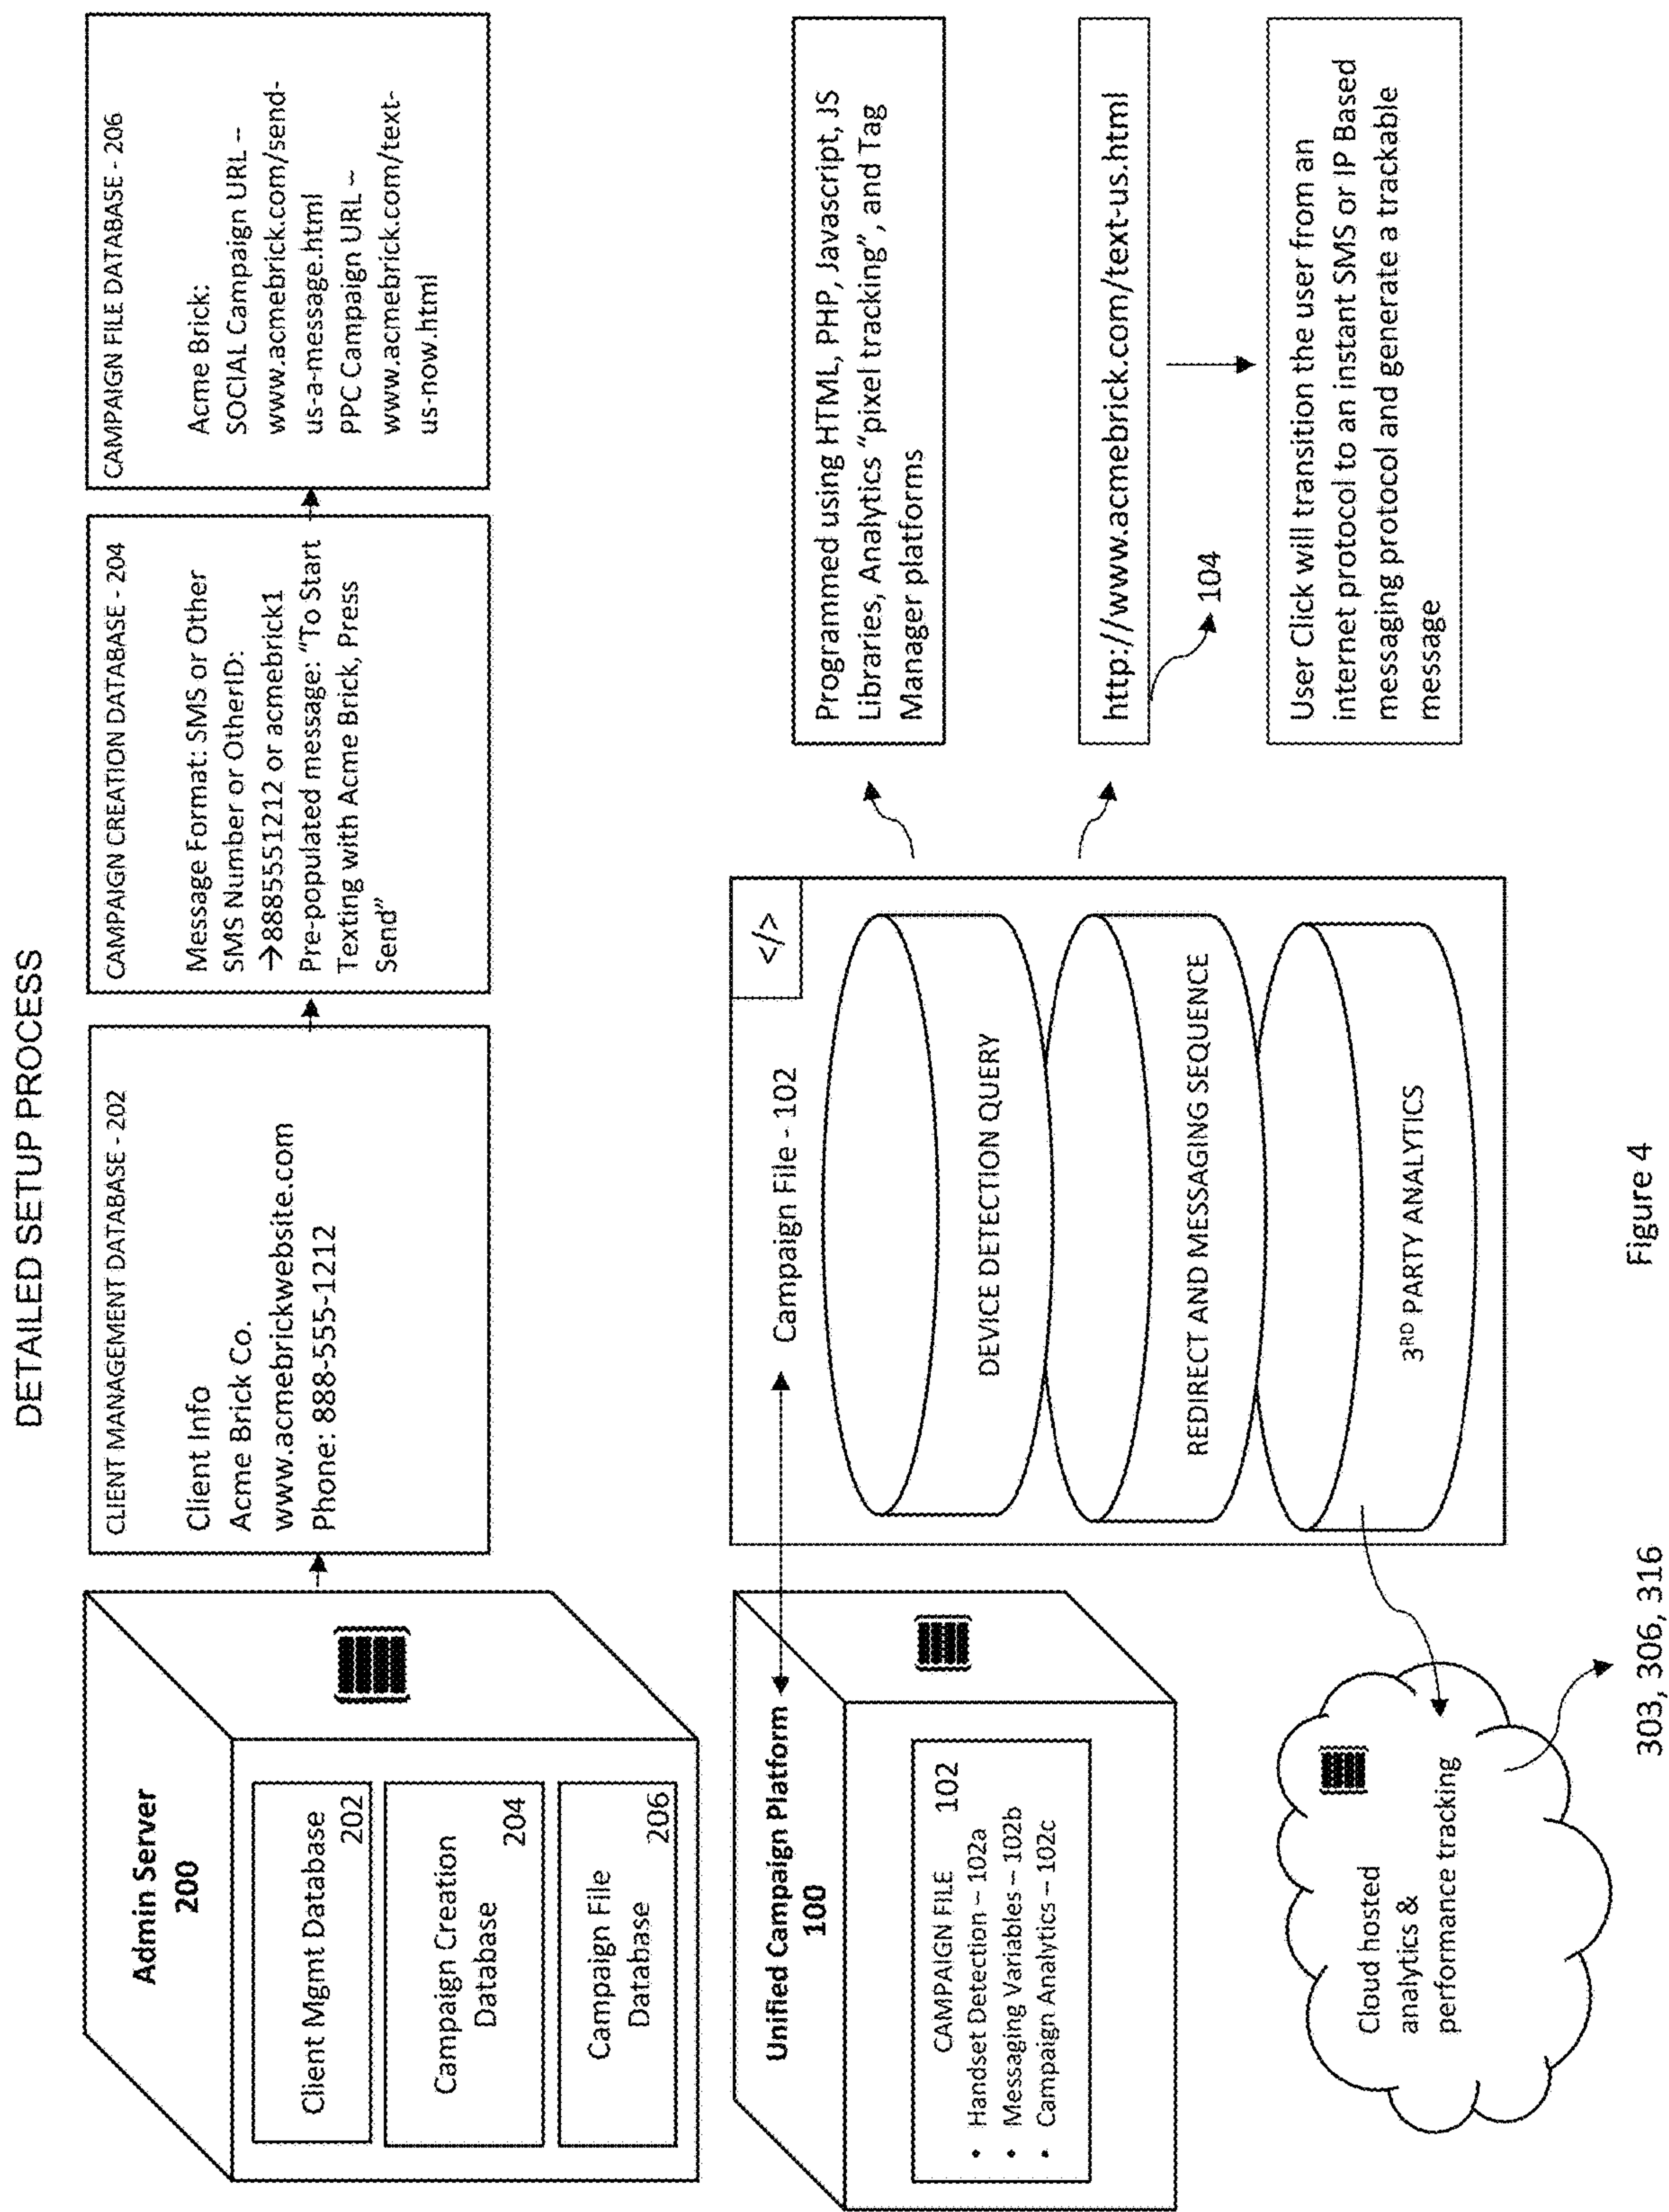 DETAILED SETUP PROCESS
Admin Server
200
Client Mgmt Database
202
Campaign Creation
Database
204
Campaign File
Database
206
CLIENT MANAGEMENT DATABASE - 202
Client Info
Acme Brick Co.
www.acmebrickwebsite.com
Phone: 888-555-1212
CAMPAIGN CREATION DATABASE - 204
Message Format: SMS or Other
SMS Number or OtherID:
→8885551212 or acmebrick1
Pre-populated message: "To Start
Texting with Acme Brick, Press
Send"
CAMPAIGN FILE DATABASE - 206
Acme Brick:
SOCIAL Campaign URL –
www.acmebrick.com/send-
us-a-message.html
PPC Campaign URL –
www.acmebrick.com/text-
us-now.html
Unified Campaign Platform
100
CAMPAIGN FILE 102
• Handset Detection – 102a
• Messaging Variables – 102b
• Campaign Analytics – 102c
Campaign File - 102
</>
DEVICE DETECTION QUERY
REDIRECT AND MESSAGING SEQUENCE
3RD PARTY ANALYTICS
Programmed using HTML, PHP, Javascript, JS
Libraries, Analytics "pixel tracking", and Tag
Manager platforms
http://www.acmebrick.com/text-us.html
104
User Click will transition the user from an
internet protocol to an instant SMS or IP Based
messaging protocol and generate a trackable
message
Cloud hosted
analytics &
performance tracking
303, 306, 316
Figure 4